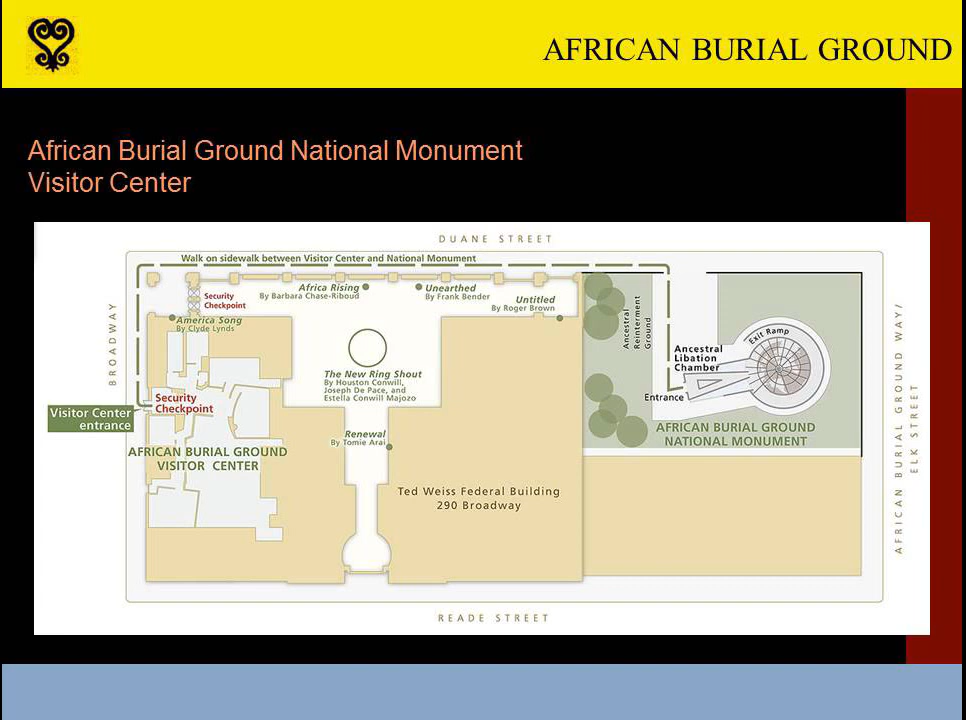 AFRICAN BURIAL GROUND
African Burial Ground National Monument
Visitor Center
DUANE STREET
Walk on sidewalk between Visitor Center and National Monument
Africa Rising
By Barbara Chase-Riboud
Unearthed
By Frank Bender
Untitled
By Roger Brown
Security
Checkpoint
America Song
By Clyde Lynds
BROADWAY
The New Ring Shout
By Houston Conwill,
Joseph De Pace, and
Estella Conwill Majozo
Security
Checkpoint
Visitor Center
entrance
Renewal
By Tomie Arai
AFRICAN BURIAL GROUND
VISITOR CENTER
Ted Weiss Federal Building
290 Broadway
Ancestral
Reinterment
Ground
Ancestral
Libation
Chamber
Exit Ramp
Entrance
AFRICAN BURIAL GROUND
NATIONAL MONUMENT
AFRICAN BURIAL GROUND WAY/
ELK STREET
READE STREET